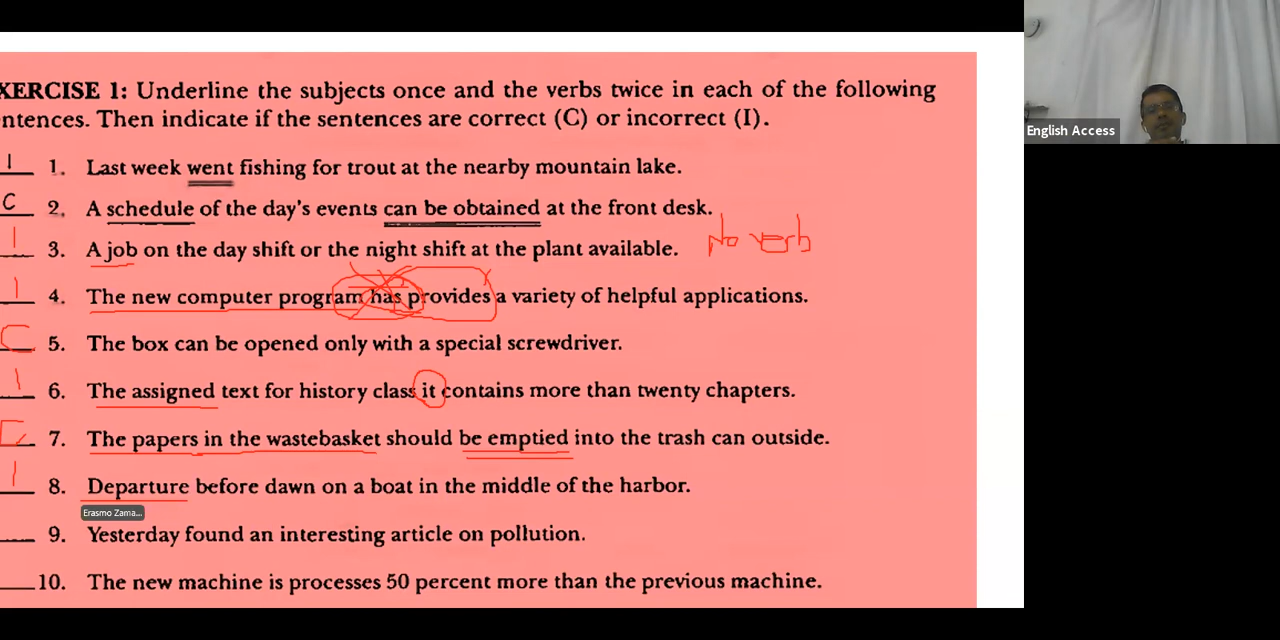 XERCISE 1: Underline the subjects once and the verbs twice in each of the following
ntences. Then indicate if the sentences are correct (C) or incorrect (I).
I 1. Last week went fishing for trout at the nearby mountain lake.
C 2. A schedule of the day's events can be obtained at the front desk.
I 3. A job on the day shift or the night shift at the plant available. No verb
I 4. The new computer program has provides a variety of helpful applications.
C 5. The box can be opened only with a special screwdriver.
I 6. The assigned text for history class it contains more than twenty chapters.
C 7. The papers in the wastebasket should be emptied into the trash can outside.
I 8. Departure before dawn on a boat in the middle of the harbor.
Erasmo Zama...
9. Yesterday found an interesting article on pollution.
10. The new machine is processes 50 percent more than the previous machine.
English Access